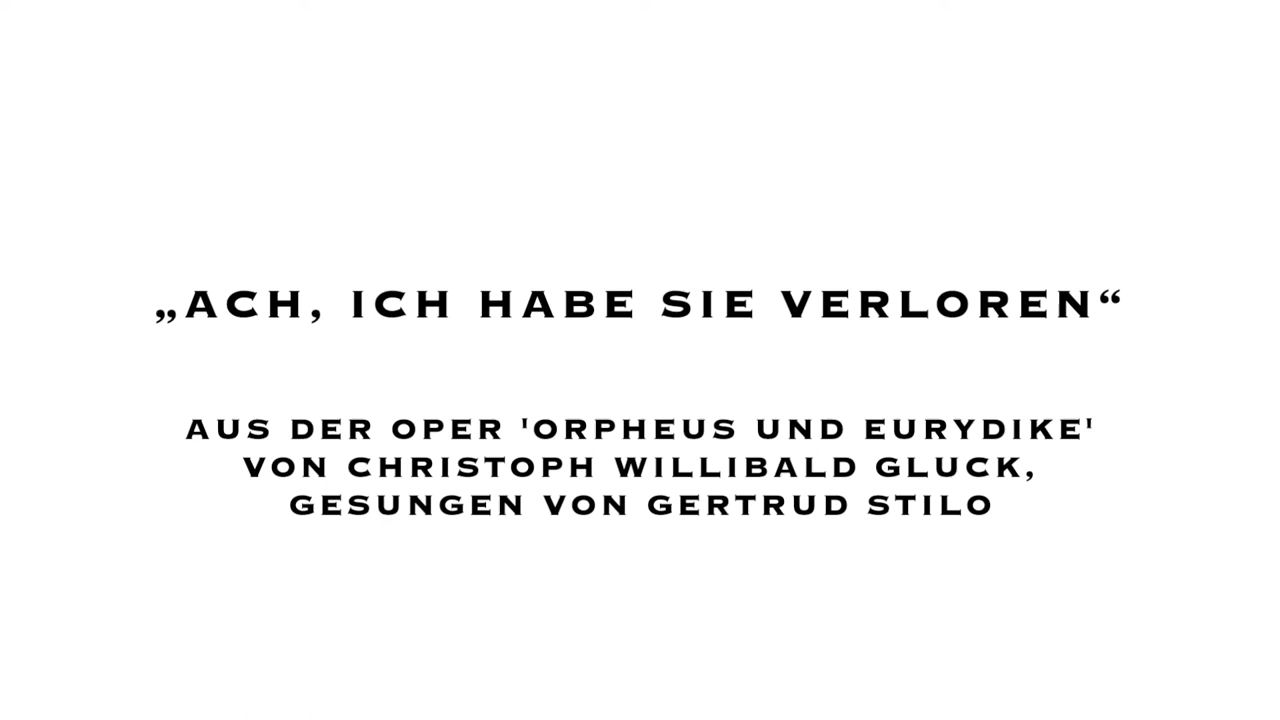 „ACH, ICH HABE SIE VERLOREN“
AUS DER OPER 'ORPHEUS UND EURYDIKE'
VON CHRISTOPH WILLIBALD GLUCK,
GESUNGEN VON GERTRUD STILO